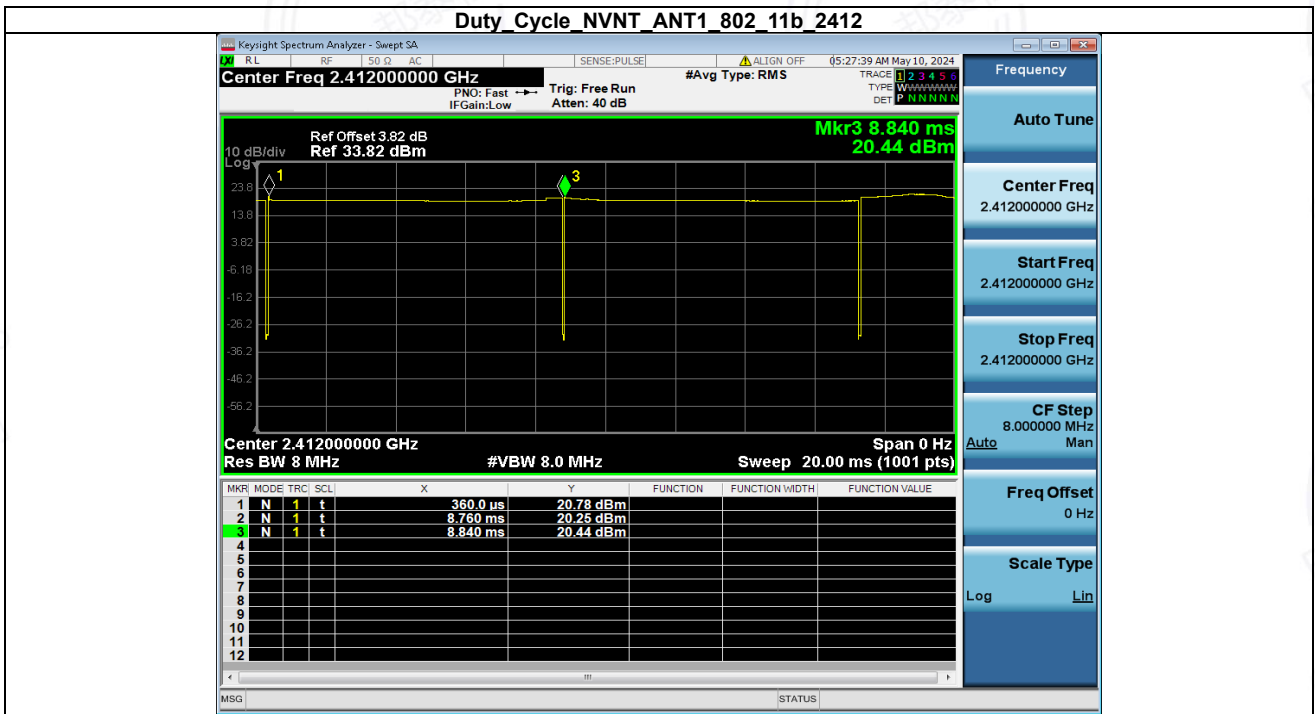 Duty_Cycle_NVNT_ANT1_802_11b_2412
Keysight Spectrum Analyzer - Swept SA
LXI RL RF 50 Ω AC SENSE:PULSE ALIGN OFF 05:27:39 AM May 10, 2024
Center Freq 2.412000000 GHz
PNO: Fast
IFGain:Low
Trig: Free Run
Atten: 40 dB
#Avg Type: RMS
TRACE 1 2 3 4 5 6
TYPE WWWWWW
DET P N N N N N
Mkr3 8.840 ms
20.44 dBm
Ref Offset 3.82 dB
10 dB/div Ref 33.82 dBm
Log
1
3
23.8
13.8
3.82
-6.18
-16.2
-26.2
-36.2
-46.2
-56.2
Center 2.412000000 GHz Span 0 Hz
Res BW 8 MHz #VBW 8.0 MHz Sweep 20.00 ms (1001 pts)
MKR MODE TRC SCL X Y FUNCTION FUNCTION WIDTH FUNCTION VALUE
1 N 1 t 360.0 µs 20.78 dBm
2 N 1 t 8.760 ms 20.25 dBm
3 N 1 t 8.840 ms 20.44 dBm
4
5
6
7
8
9
10
11
12
MSG STATUS
Frequency
Auto Tune
Center Freq
2.412000000 GHz
Start Freq
2.412000000 GHz
Stop Freq
2.412000000 GHz
CF Step
8.000000 MHz
Auto Man
Freq Offset
0 Hz
Scale Type
Log Lin